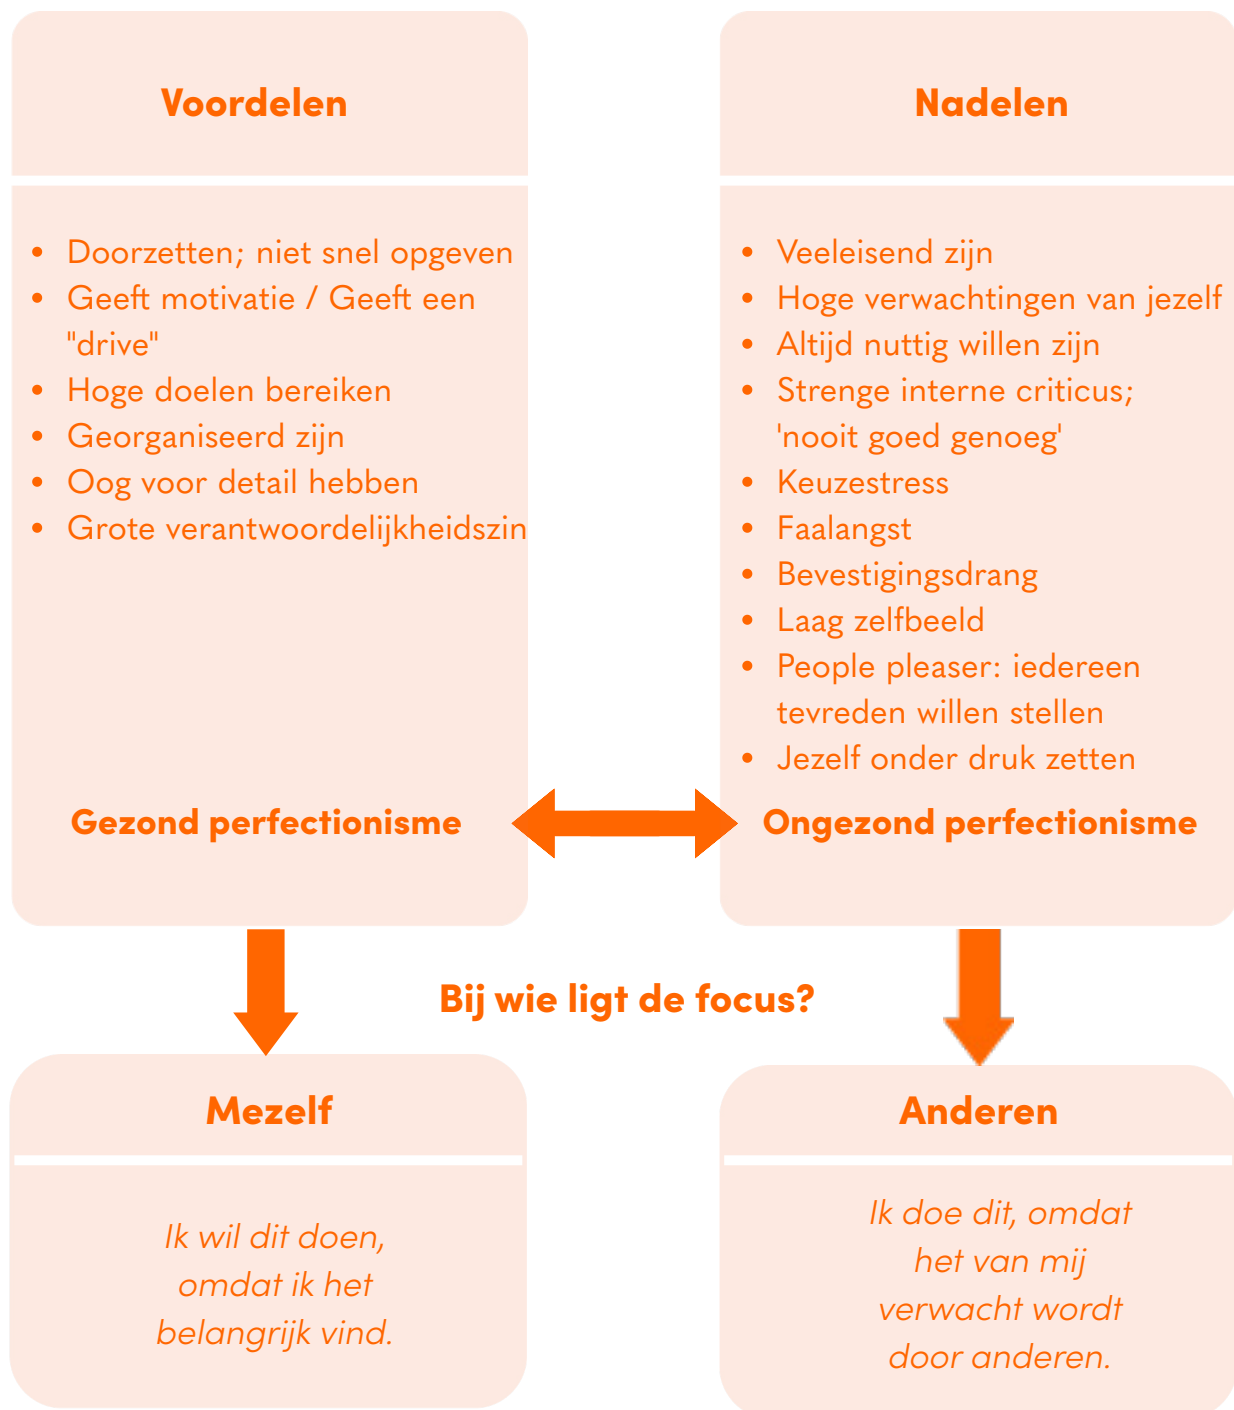 Voordelen
• Doorzetten; niet snel opgeven
• Geeft motivatie / Geeft een
"drive"
• Hoge doelen bereiken
• Georganiseerd zijn
• Oog voor detail hebben
• Grote verantwoordelijkheidszin
Gezond perfectionisme
Nadelen
• Veeleisend zijn
• Hoge verwachtingen van jezelf
• Altijd nuttig willen zijn
• Strenge interne criticus;
'nooit goed genoeg'
• Keuzestress
• Faalangst
• Bevestigingsdrang
• Laag zelfbeeld
• People pleaser: iedereen
tevreden willen stellen
• Jezelf onder druk zetten
Ongezond perfectionisme
Bij wie ligt de focus?
Mezelf
Ik wil dit doen,
omdat ik het
belangrijk vind.
Anderen
Ik doe dit, omdat
het van mij
verwacht wordt
door anderen.